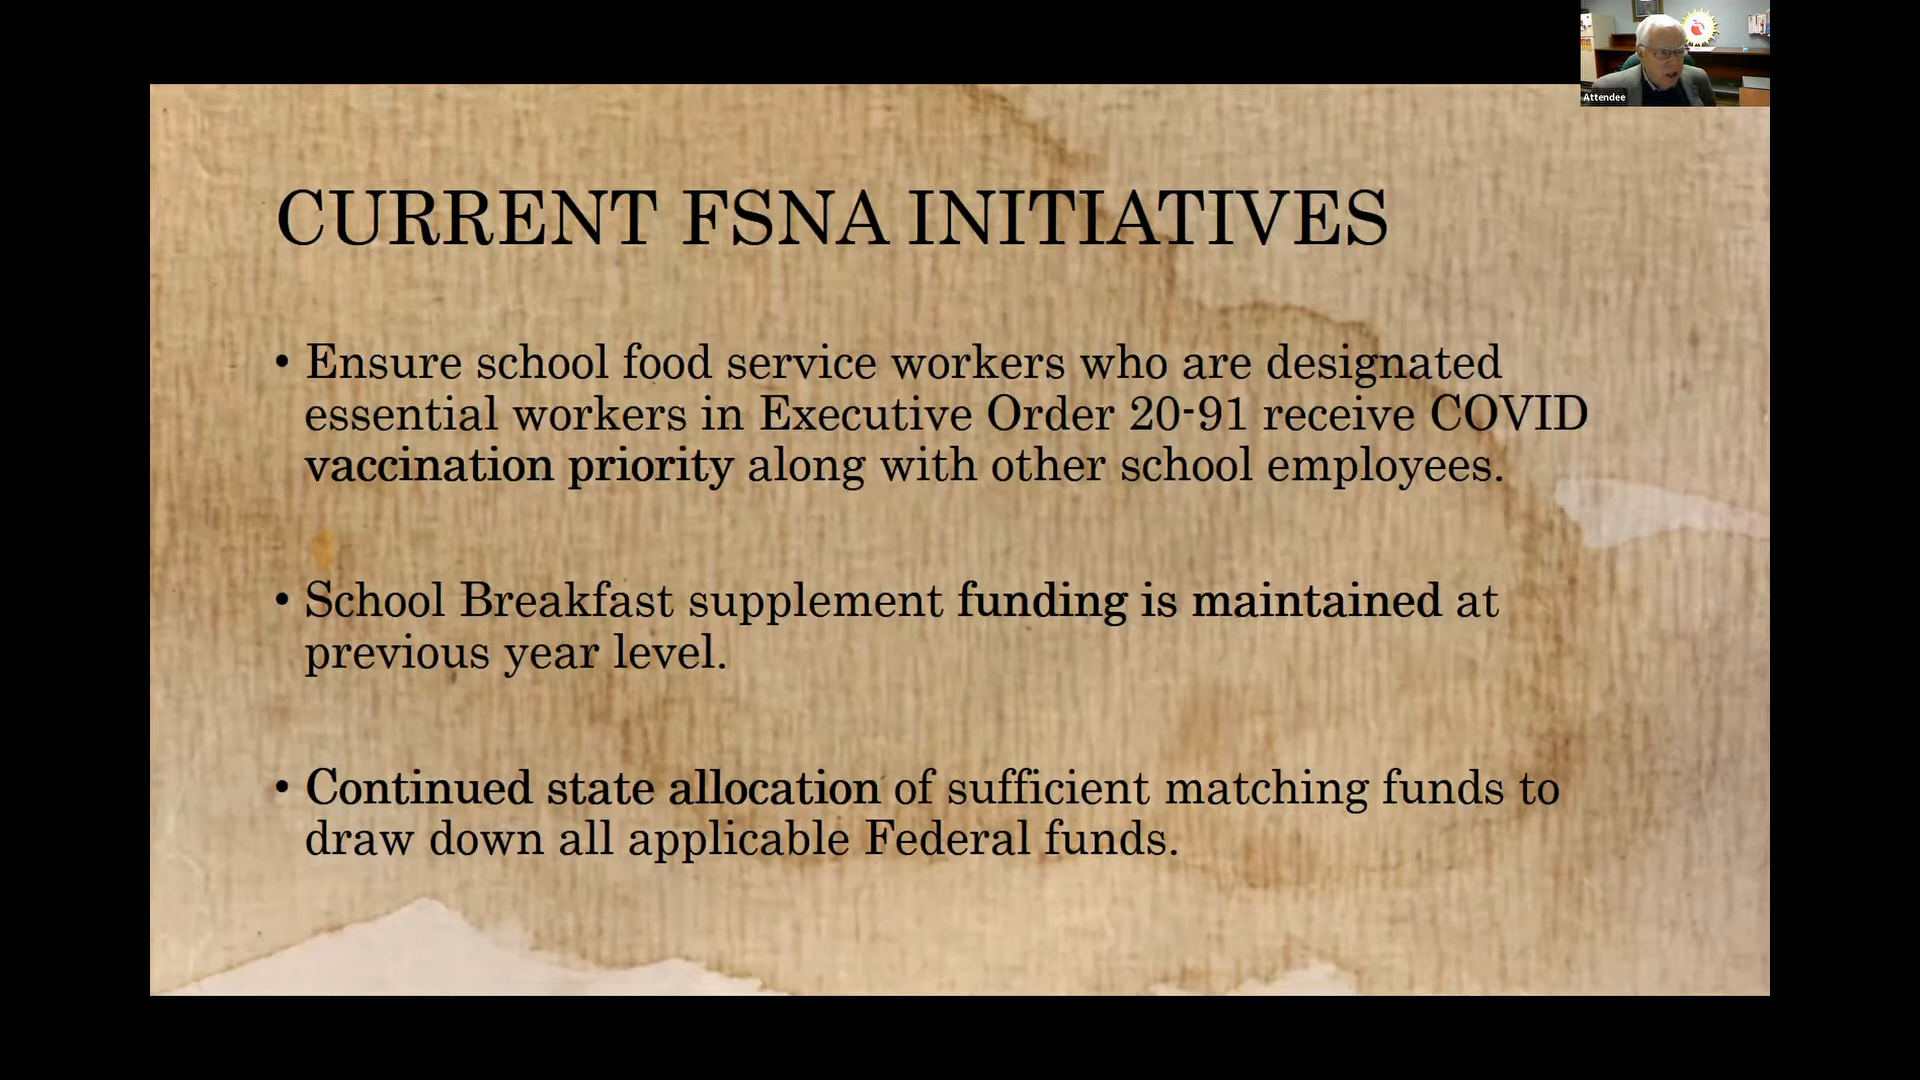 Attendee
CURRENT FSNA INITIATIVES
• Ensure school food service workers who are designated
essential workers in Executive Order 20-91 receive COVID
vaccination priority along with other school employees.
• School Breakfast supplement funding is maintained at
previous year level.
• Continued state allocation of sufficient matching funds to
draw down all applicable Federal funds.